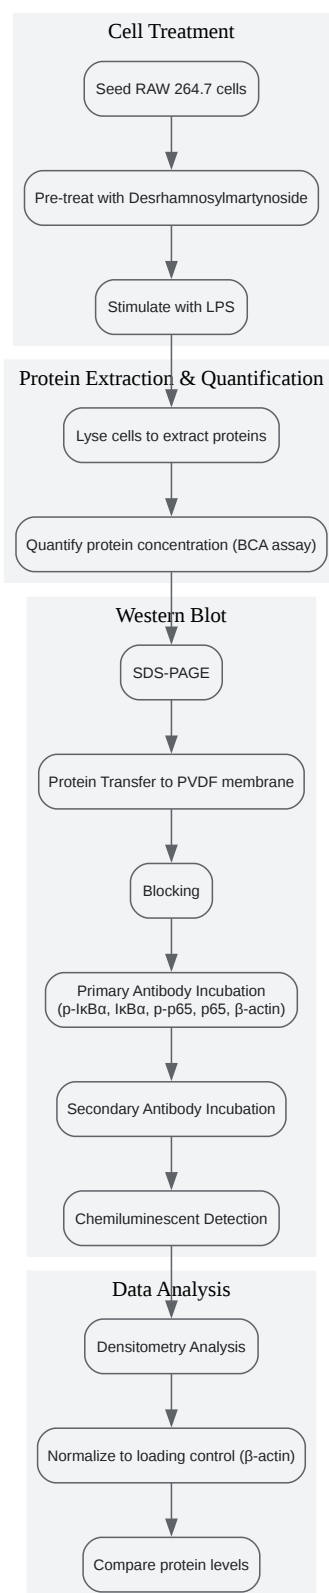 Cell Treatment
Seed RAW 264.7 cells
Pre-treat with Desrhamnosylmartynoside
Stimulate with LPS
Protein Extraction & Quantification
Lyse cells to extract proteins
Quantify protein concentration (BCA assay)
Western Blot
SDS-PAGE
Protein Transfer to PVDF membrane
Blocking
Primary Antibody Incubation
(p-IκBα, IκBα, p-p65, p65, β-actin)
Secondary Antibody Incubation
Chemiluminescent Detection
Data Analysis
Densitometry Analysis
Normalize to loading control (β-actin)
Compare protein levels